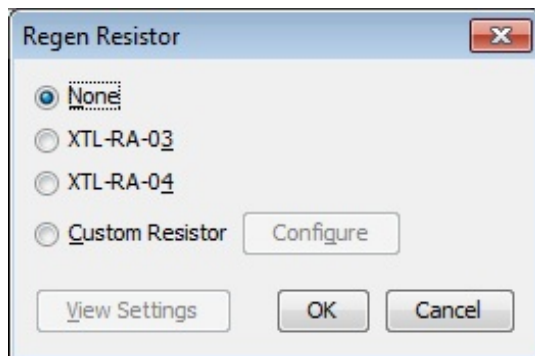 Regen Resistor
None
XTL-RA-03
XTL-RA-04
Custom Resistor Configure
View Settings OK Cancel